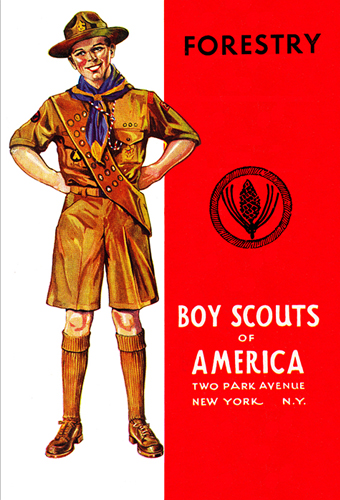 FORESTRY
BOY SCOUTS
OF
AMERICA
TWO PARK AVENUE
NEW YORK N.Y.